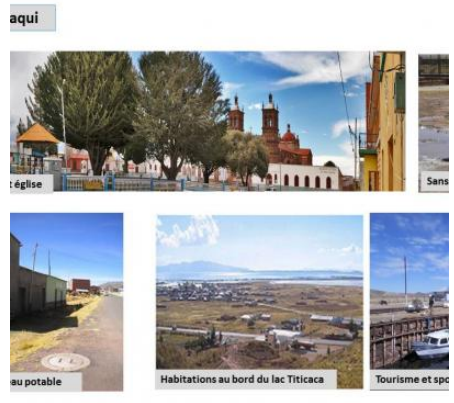 aqui
t église
Sans
au potable
Habitations au bord du lac Titicaca
Tourisme et spo